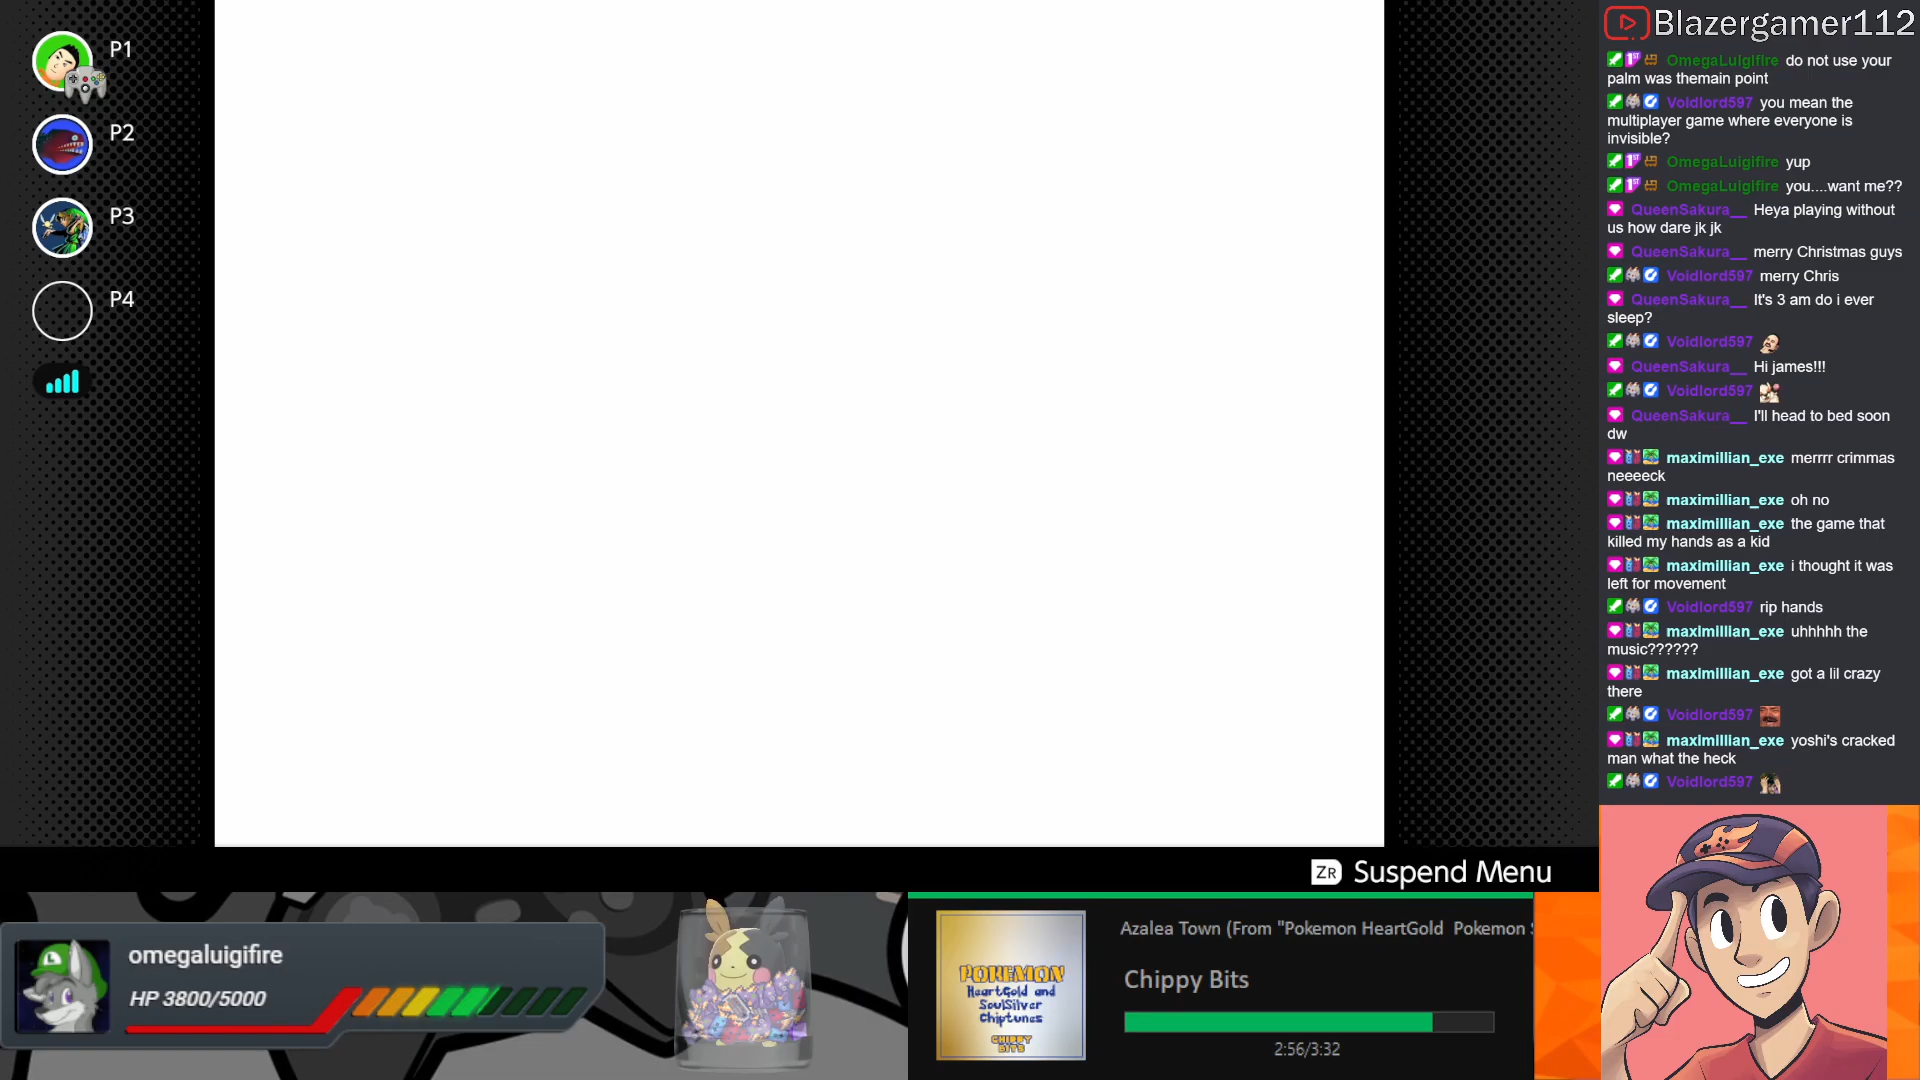 P1
P2
P3
P4
ZR Suspend Menu
Blazergamer112
OmegaLuigifire do not use your
palm was themain point
Voidlord597 you mean the
multiplayer game where everyone is
invisible?
OmegaLuigifire yup
OmegaLuigifire you....want me??
QueenSakura__ Heya playing without
us how dare jk jk
QueenSakura__ merry Christmas guys
Voidlord597 merry Chris
QueenSakura__ It's 3 am do i ever
sleep?
Voidlord597
QueenSakura__ Hi james!!!
Voidlord597
QueenSakura__ I'll head to bed soon
dw
maximillian_exe merrrr crimmas
neeeeck
maximillian_exe oh no
maximillian_exe the game that
killed my hands as a kid
maximillian_exe i thought it was
left for movement
Voidlord597 rip hands
maximillian_exe uhhhhh the
music??????
maximillian_exe got a lil crazy
there
Voidlord597
maximillian_exe yoshi's cracked
man what the heck
Voidlord597
omegaluigifire
HP 3800/5000
POKEMON
HeartGold and
SoulSilver
Chiptunes
CHIPPY
BITS
Azalea Town (From "Pokemon HeartGold Pokemon
Chippy Bits
2:56/3:32